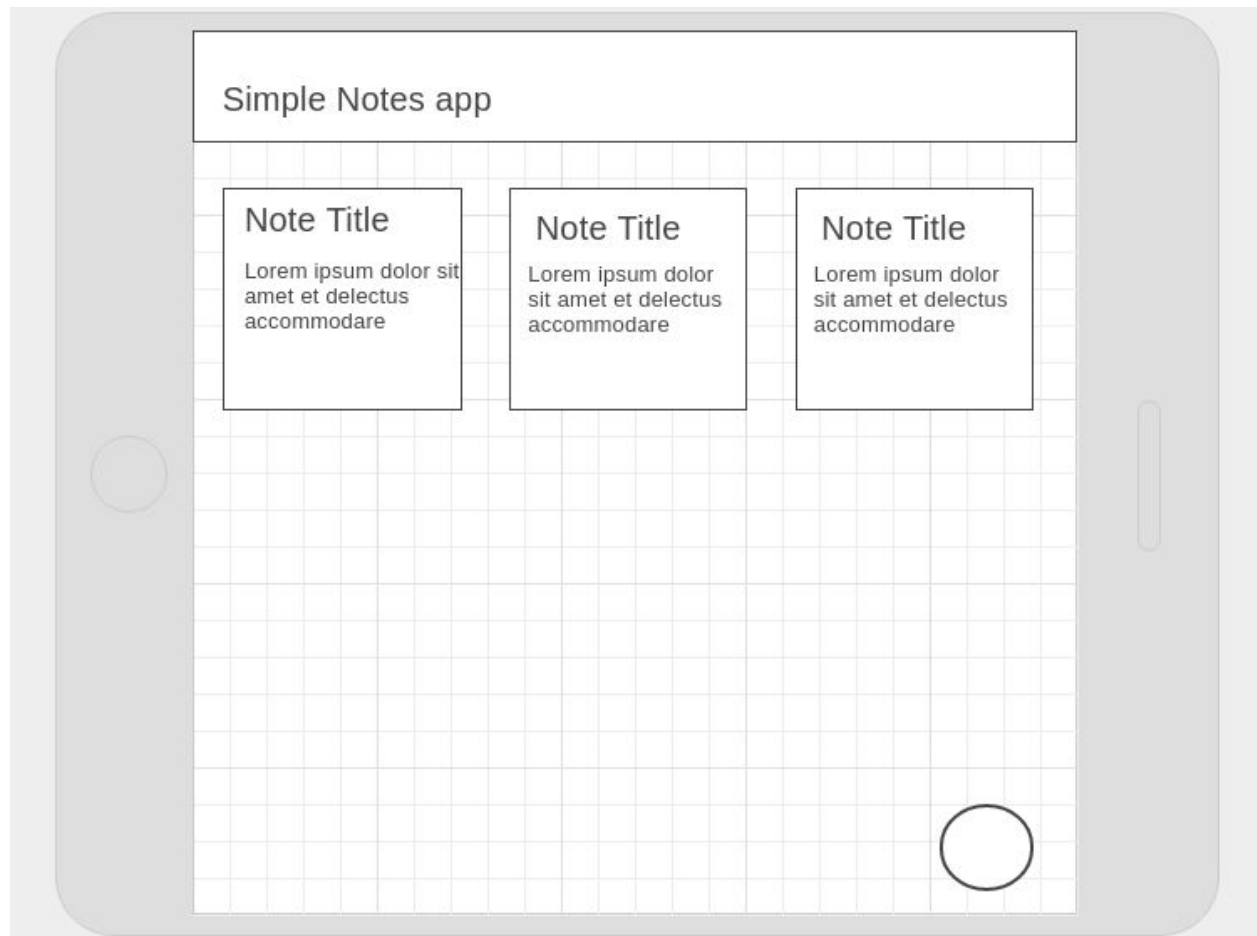 Simple Notes app
Note Title
Lorem ipsum dolor sit
amet et delectus
accommodare
Note Title
Lorem ipsum dolor
sit amet et delectus
accommodare
Note Title
Lorem ipsum dolor
sit amet et delectus
accommodare